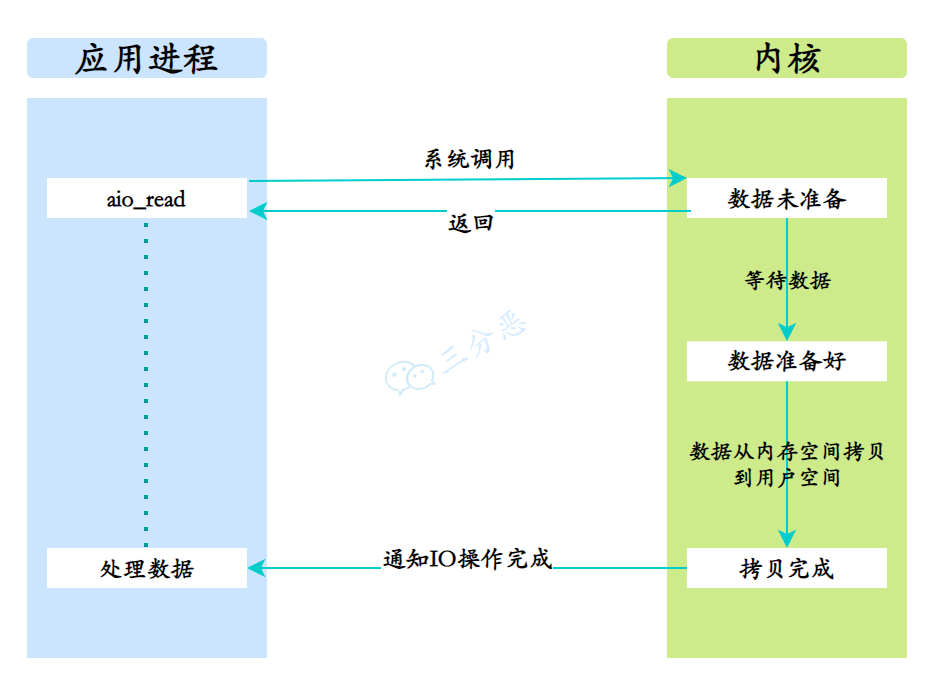 应用进程
内核
系统调用
aio_read
数据未准备
返回
等待数据
三分恶
数据准备好
数据从内存空间拷贝
到用户空间
通知IO操作完成
处理数据
拷贝完成